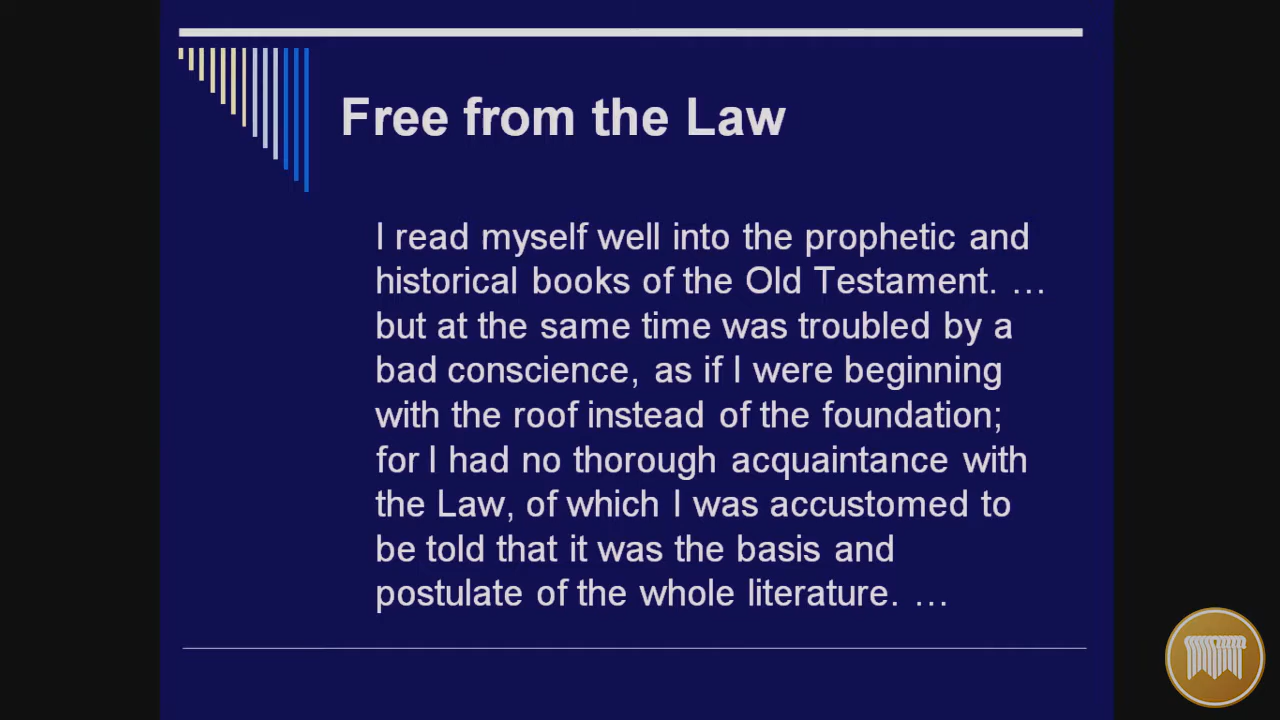 Free from the Law
I read myself well into the prophetic and
historical books of the Old Testament. …
but at the same time was troubled by a
bad conscience, as if I were beginning
with the roof instead of the foundation;
for I had no thorough acquaintance with
the Law, of which I was accustomed to
be told that it was the basis and
postulate of the whole literature. …